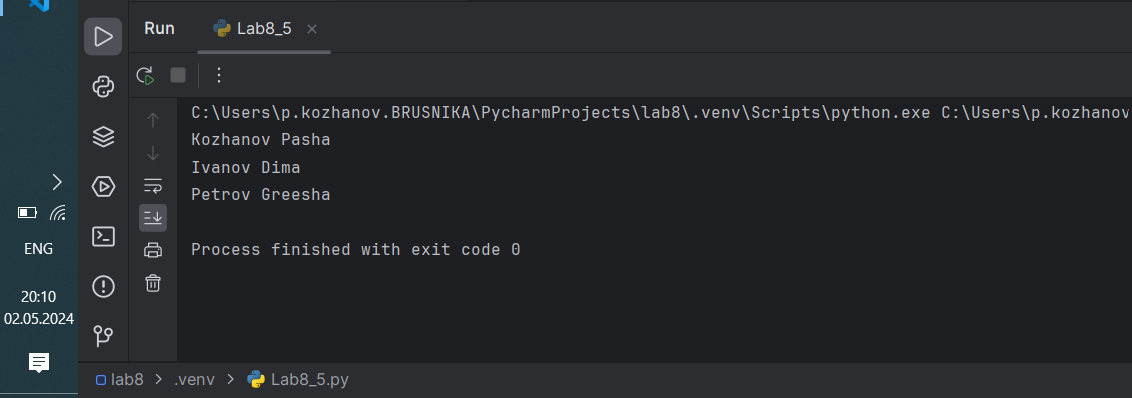 Run Lab8_5
C:\Users\p.kozhanov.BRUSNIKA\PycharmProjects\lab8\.venv\Scripts\python.exe C:\Users\p.kozhanov
Kozhanov Pasha
Ivanov Dima
Petrov Greesha
Process finished with exit code 0
ENG
20:10
02.05.2024
lab8 > .venv > Lab8_5.py